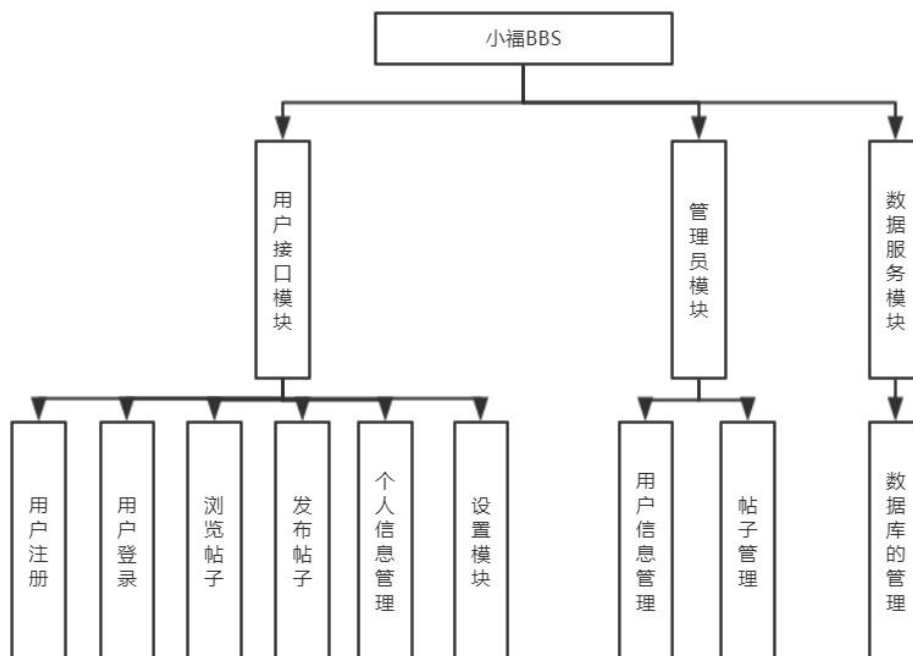 小福BBS
用户接口模块
管理员模块
数据服务模块
用户注册
用户登录
浏览帖子
发布帖子
个人信息管理
设置模块
用户信息管理
帖子管理
数据库的管理